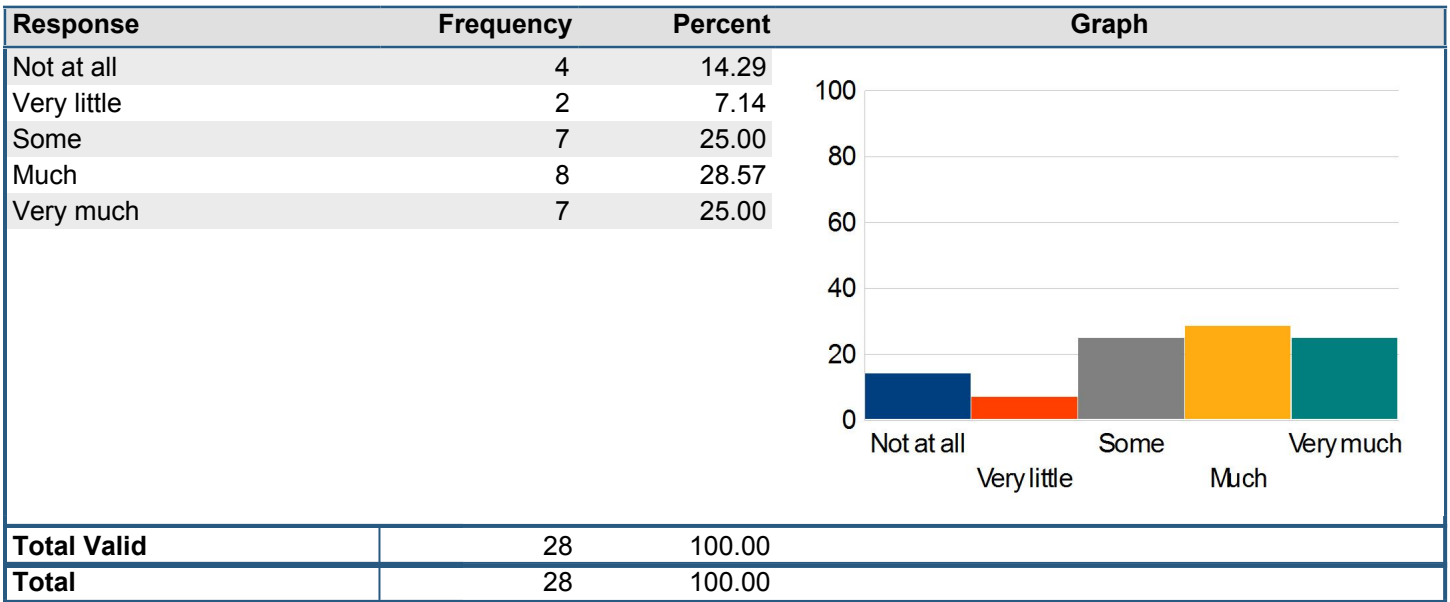 Response Frequency Percent Graph
Not at all 4 14.29
Very little 2 7.14
Some 7 25.00
Much 8 28.57
Very much 7 25.00
100
80
60
40
20
0
Not at all Some Very much
Very little Much
Total Valid 28 100.00
Total 28 100.00